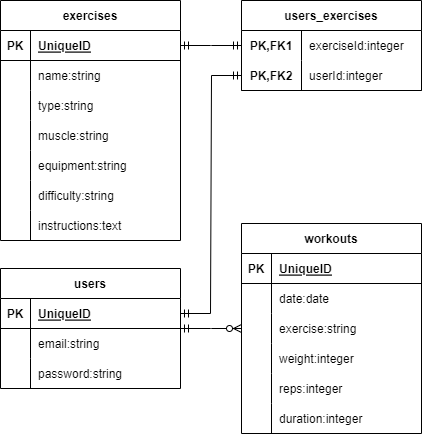 exercises
PK UniqueID
name:string
type:string
muscle:string
equipment:string
difficulty:string
instructions:text
users_exercises
PK,FK1 exerciseId:integer
PK,FK2 userId:integer
users
PK UniqueID
email:string
password:string
workouts
PK UniqueID
date:date
exercise:string
weight:integer
reps:integer
duration:integer